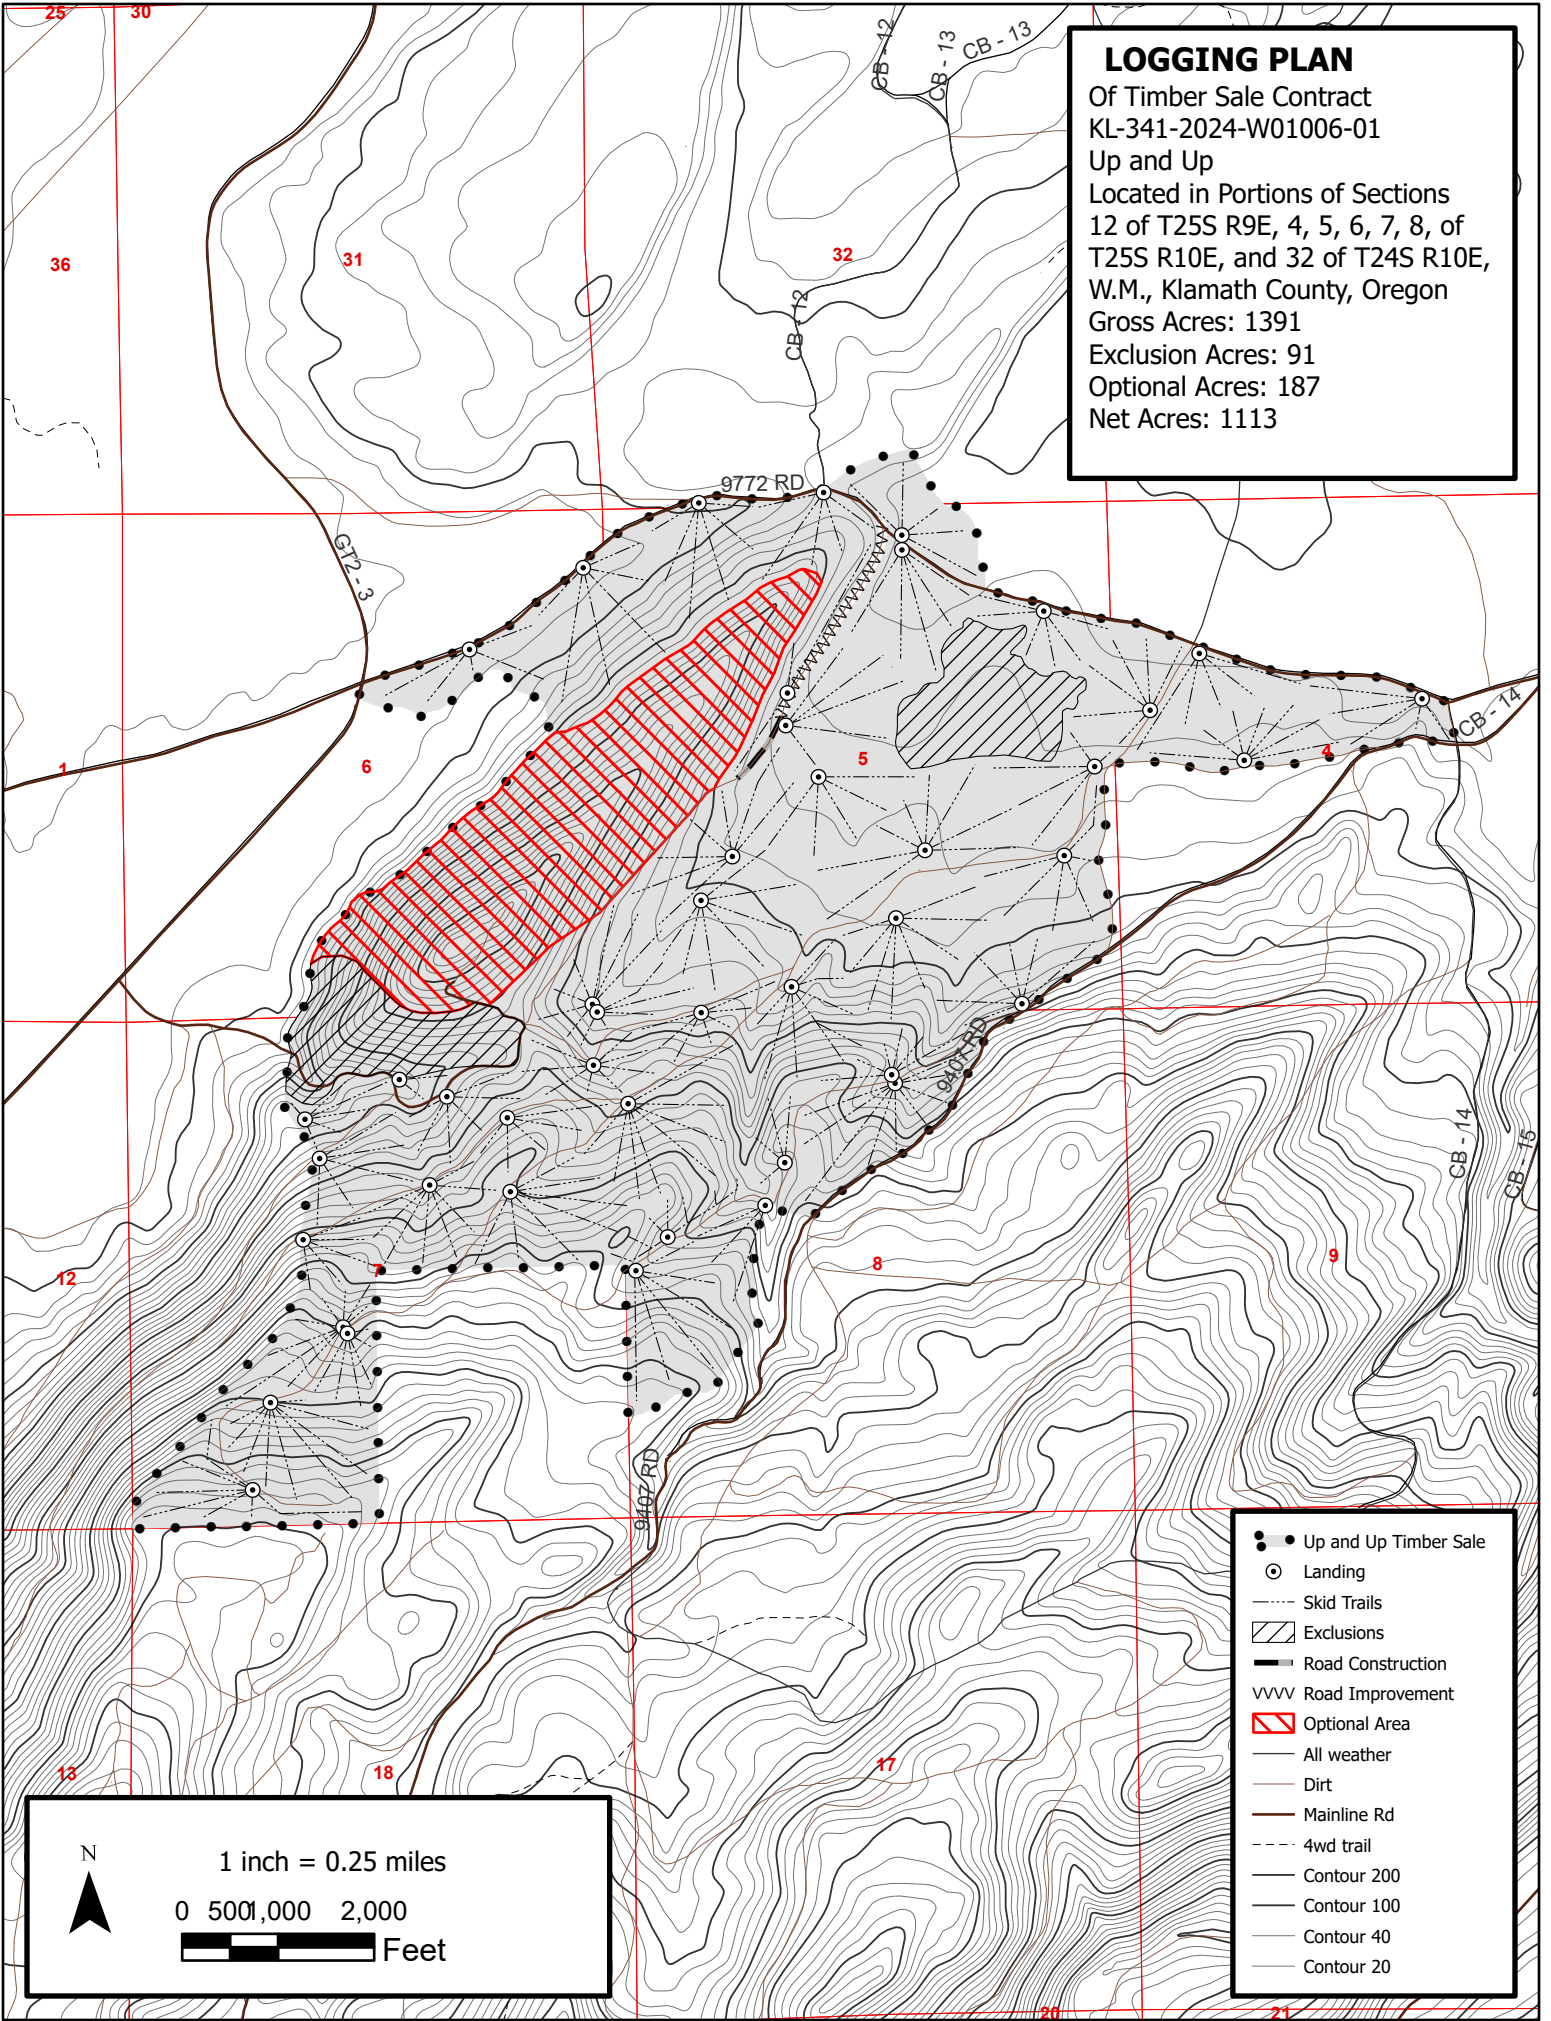 25
30
CB - 12
CB - 13
CB - 13
LOGGING PLAN
Of Timber Sale Contract
KL-341-2024-W01006-01
Up and Up
Located in Portions of Sections
12 of T25S R9E, 4, 5, 6, 7, 8, of
T25S R10E, and 32 of T24S R10E,
W.M., Klamath County, Oregon
Gross Acres: 1391
Exclusion Acres: 91
Optional Acres: 187
Net Acres: 1113
36
31
32
CB - 12
9772 RD
GT2 - 3
CB - 14
1
6
5
4
9407 RD
CB - 14
CB - 15
12
7
8
9
9407 RD
13
18
17
20
21
N
1 inch = 0.25 miles
0 500 1,000 2,000
Feet
Up and Up Timber Sale
Landing
Skid Trails
Exclusions
Road Construction
Road Improvement
Optional Area
All weather
Dirt
Mainline Rd
4wd trail
Contour 200
Contour 100
Contour 40
Contour 20